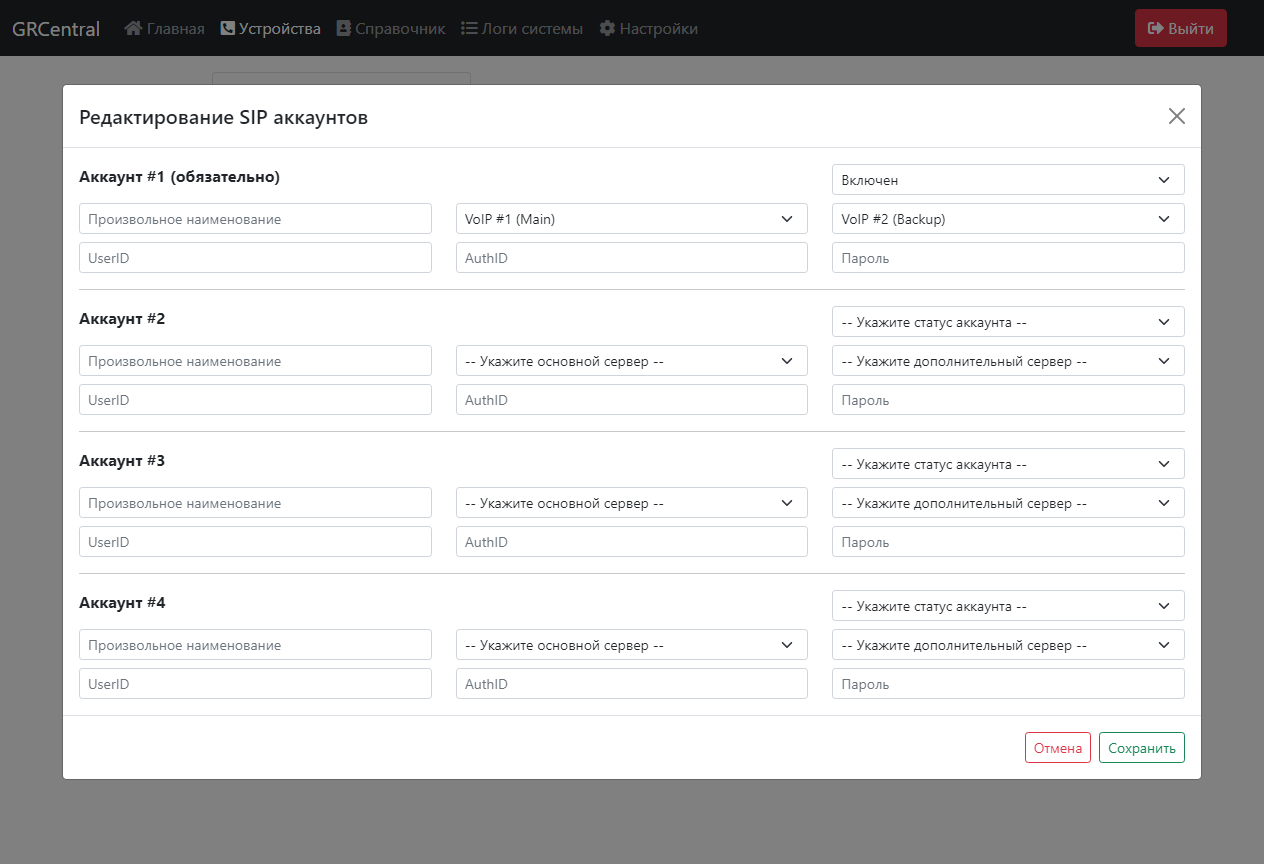 GRCentral Главная Устройства Справочник Логи системы Настройки Выйти
Редактирование SIP аккаунтов
Аккаунт #1 (обязательно) Включен
Произвольное наименование VoIP #1 (Main) VoIP #2 (Backup)
UserID AuthID Пароль
Аккаунт #2 -- Укажите статус аккаунта --
Произвольное наименование -- Укажите основной сервер -- -- Укажите дополнительный сервер --
UserID AuthID Пароль
Аккаунт #3 -- Укажите статус аккаунта --
Произвольное наименование -- Укажите основной сервер -- -- Укажите дополнительный сервер --
UserID AuthID Пароль
Аккаунт #4 -- Укажите статус аккаунта --
Произвольное наименование -- Укажите основной сервер -- -- Укажите дополнительный сервер --
UserID AuthID Пароль
Отмена Сохранить